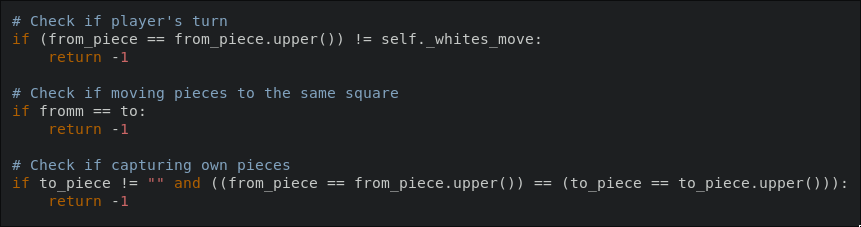 # Check if player's turn
if (from_piece == from_piece.upper()) != self._whites_move:
    return -1

# Check if moving pieces to the same square
if fromm == to:
    return -1

# Check if capturing own pieces
if to_piece != "" and ((from_piece == from_piece.upper()) == (to_piece == to_piece.upper())):
    return -1